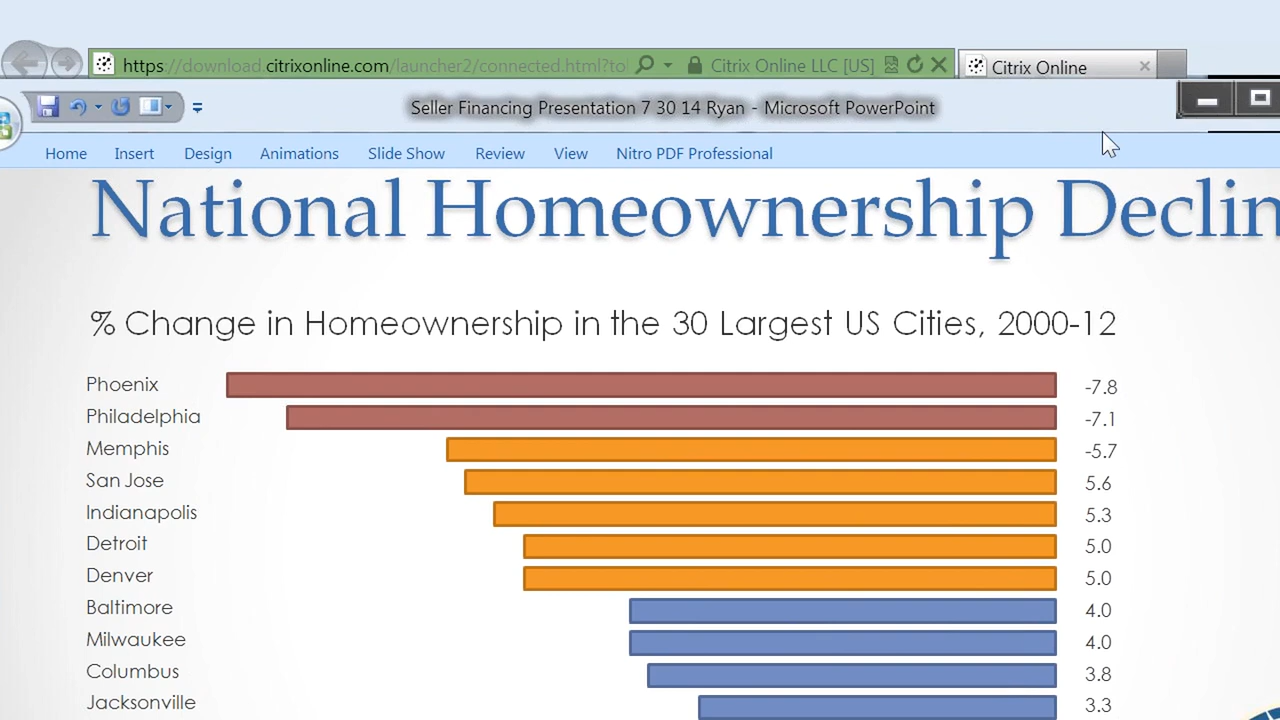 https://download.citrixonline.com/launcher2/connected.html?to
Citrix Online LLC [US]
Citrix Online
Seller Financing Presentation 7 30 14 Ryan - Microsoft PowerPoint
Home Insert Design Animations Slide Show Review View Nitro PDF Professional
National Homeownership Declin
% Change in Homeownership in the 30 Largest US Cities, 2000-12
Phoenix -7.8
Philadelphia -7.1
Memphis -5.7
San Jose 5.6
Indianapolis 5.3
Detroit 5.0
Denver 5.0
Baltimore 4.0
Milwaukee 4.0
Columbus 3.8
Jacksonville 3.3